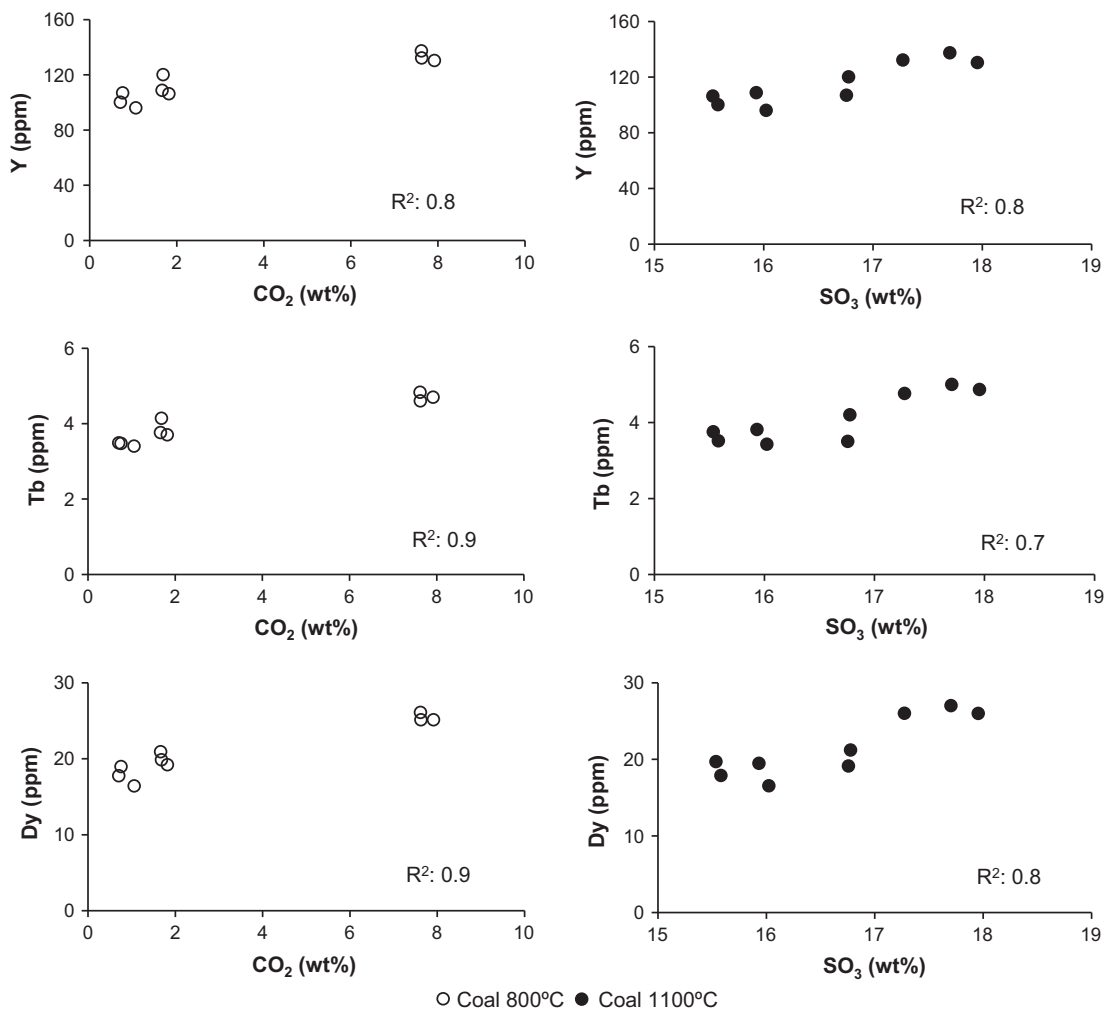 160
120
80
40
0
Y (ppm)
R²: 0.8
0 2 4 6 8 10
CO₂ (wt%)
160
120
80
40
0
Y (ppm)
R²: 0.8
15 16 17 18 19
SO₃ (wt%)
6
4
2
0
Tb (ppm)
R²: 0.9
0 2 4 6 8 10
CO₂ (wt%)
6
4
2
0
Tb (ppm)
R²: 0.7
15 16 17 18 19
SO₃ (wt%)
30
20
10
0
Dy (ppm)
R²: 0.9
0 2 4 6 8 10
CO₂ (wt%)
30
20
10
0
Dy (ppm)
R²: 0.8
15 16 17 18 19
SO₃ (wt%)
Coal 800ºC Coal 1100ºC